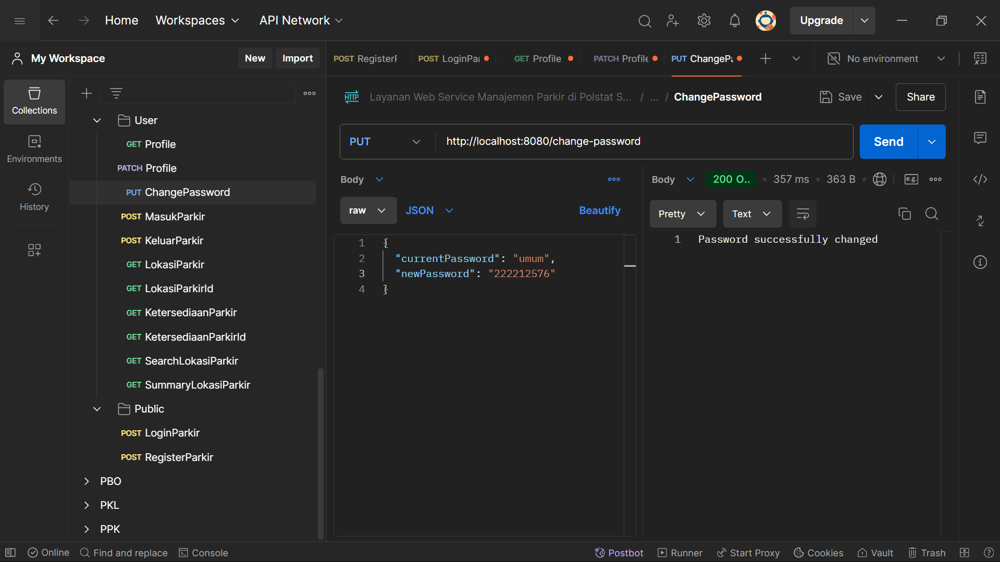 Home Workspaces API Network Upgrade
My Workspace New Import
POST RegisterF POST LoginPar GET Profile PATCH Profile PUT ChangePa No environment
Collections
Environments
History
User
GET Profile
PATCH Profile
PUT ChangePassword
POST MasukParkir
POST KeluarParkir
GET LokasiParkir
GET LokasiParkirId
GET KetersediaanParkir
GET KetersediaanParkirId
GET SearchLokasiParkir
GET SummaryLokasiParkir
Public
POST LoginParkir
POST RegisterParkir
PBO
PKL
PPK
HTTP Layanan Web Service Manajemen Parkir di Polstat S... / ... / ChangePassword Save Share
PUT http://localhost:8080/change-password Send
Body
raw JSON Beautify
1 {
2 "currentPassword": "umum",
3 "newPassword": "222212576"
4 }
Body 200 O.. • 357 ms • 363 B • e.g.
Pretty Text
1 Password successfully changed
Online Find and replace Console Postbot Runner Start Proxy Cookies Vault Trash